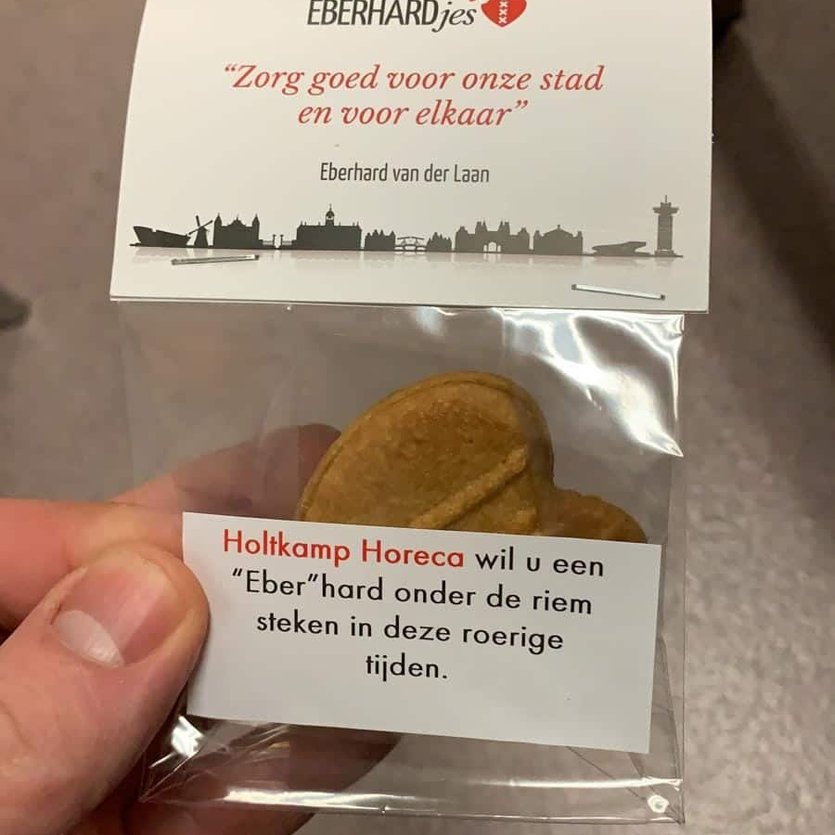 EBERHARDjes
XXX
“Zorg goed voor onze stad
en voor elkaar”
Eberhard van der Laan
Holtkamp Horeca wil u een
“Eber”hard onder de riem
steken in deze roerige
tijden.